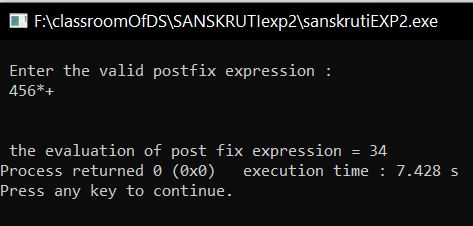 F:\classroomOfDS\SANSKRUTIexp2\sanskrutiEXP2.exe
Enter the valid postfix expression :
456*+
the evaluation of post fix expression = 34
Process returned 0 (0x0)   execution time : 7.428 s
Press any key to continue.